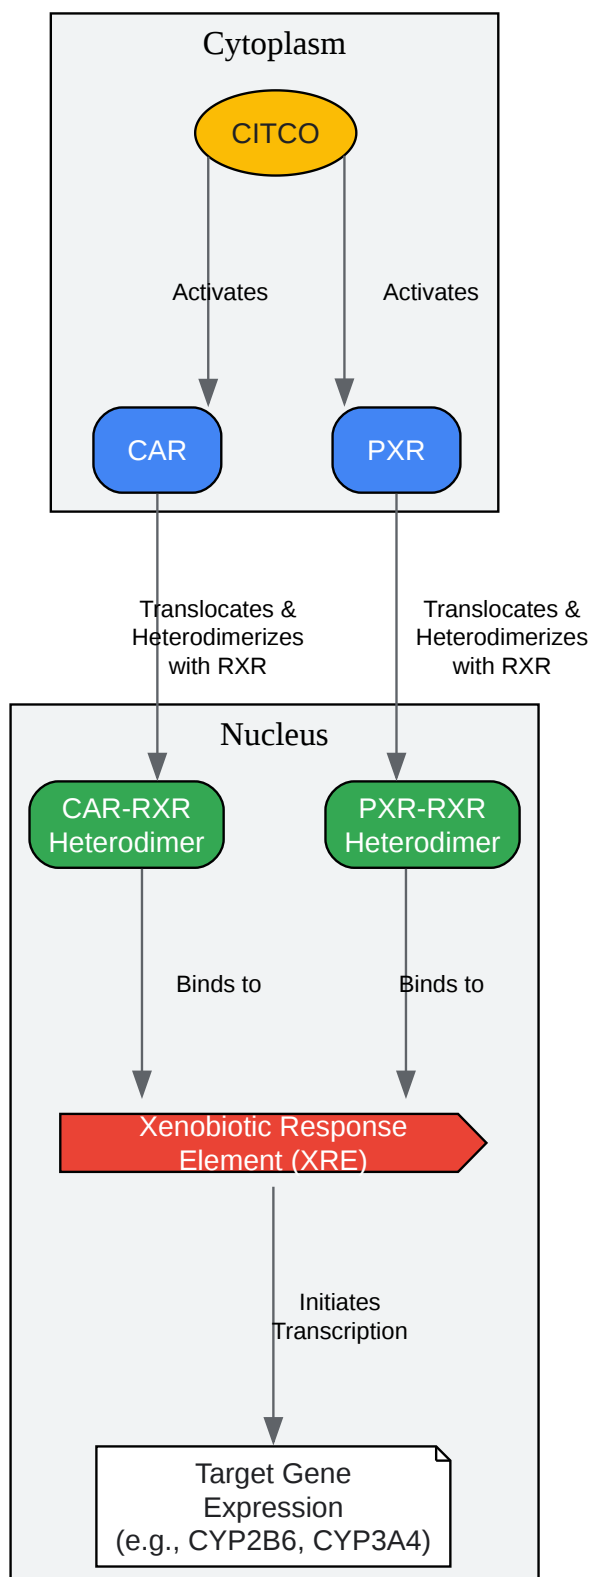 Cytoplasm
CITCO
Activates
Activates
CAR
PXR
Translocates &
Heterodimerizes
with RXR
Translocates &
Heterodimerizes
with RXR
Nucleus
CAR-RXR
Heterodimer
PXR-RXR
Heterodimer
Binds to
Binds to
Xenobiotic Response
Element (XRE)
Initiates
Transcription
Target Gene
Expression
(e.g., CYP2B6, CYP3A4)